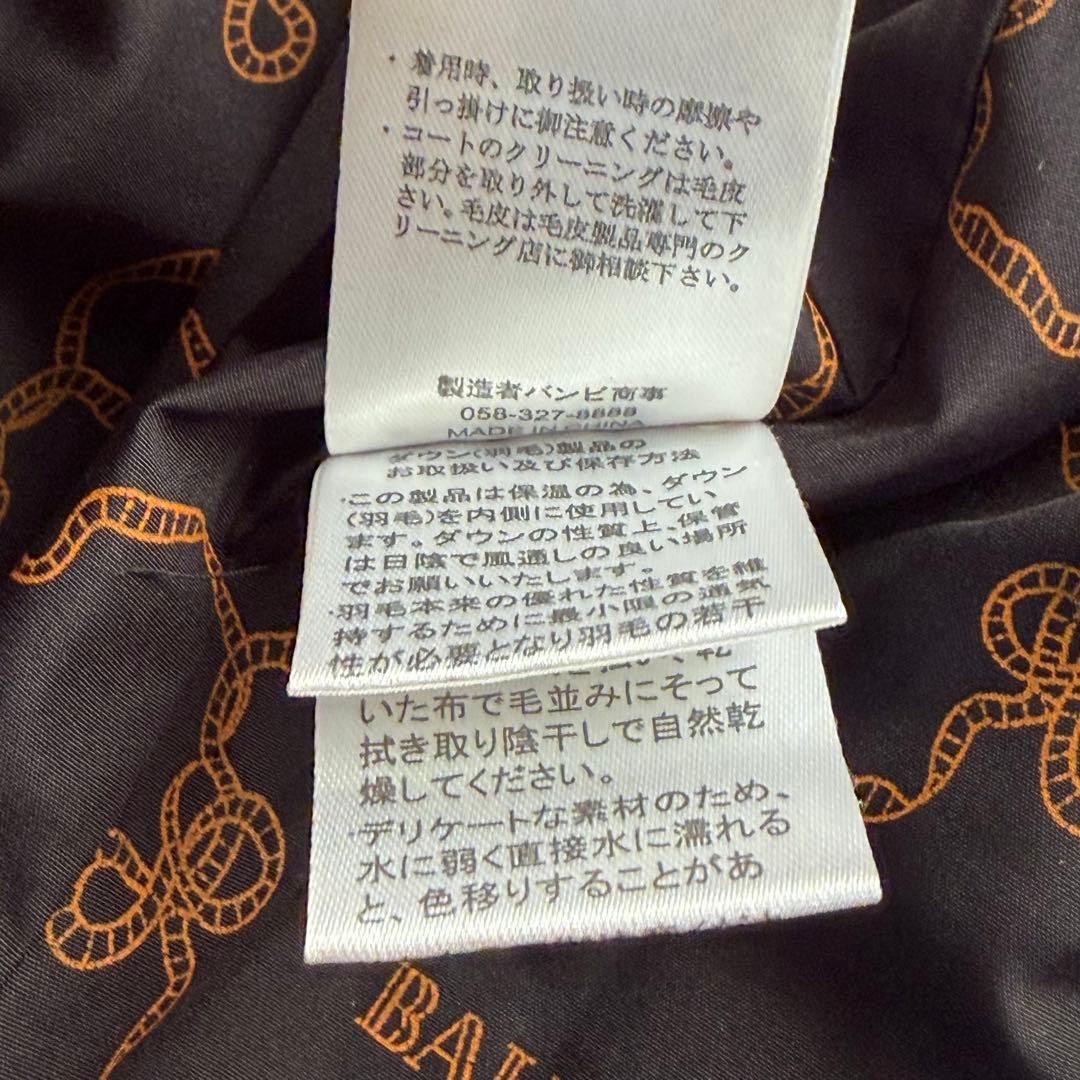 ・着用時、取り扱い時の摩擦や
引っ掛けに御注意ください。
・コートのクリーニングは毛皮
部分を取り外して洗濯して下
さい。毛皮は毛皮製品専門のク
リーニング店に御相談下さい。
製造者バンビ商事
058-327-8888
MADE IN CHINA
ダウン(羽毛)製品の
お取扱い及び保存方法
・この製品は保温の為、ダウン
(羽毛)を内側に使用してい
ます。ダウンの性質上、保管
は日陰で風通しの良い場所
でお願いいたします。
・羽毛本来の優れた性質を維
持するために最小限の通気
性が必要となり羽毛の若干
いた布で毛並みにそって
拭き取り陰干しで自然乾
燥してください。
・デリケートな素材のため、
水に弱く直接水に濡れる
と、色移りすることがあ
BAL